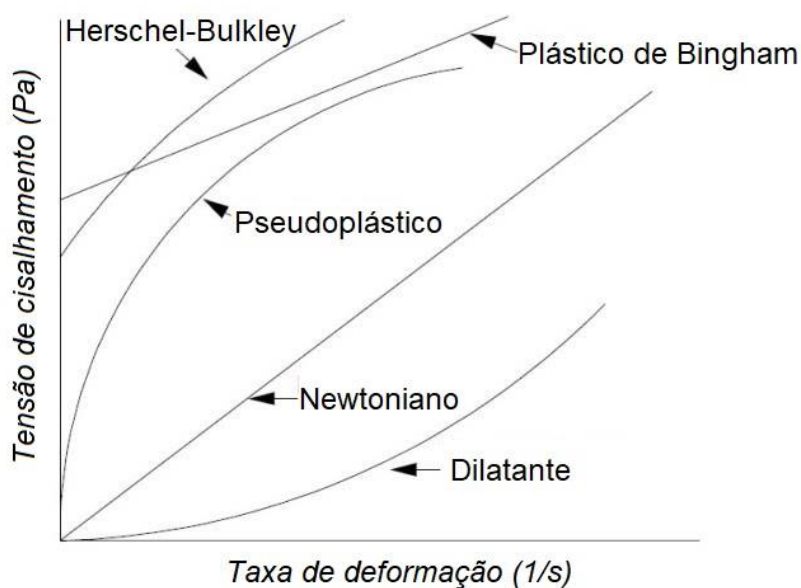 Herschel-Bulkley
Plástico de Bingham
Pseudoplástico
Newtoniano
Dilatante
Tensão de cisalhamento (Pa)
Taxa de deformação (1/s)